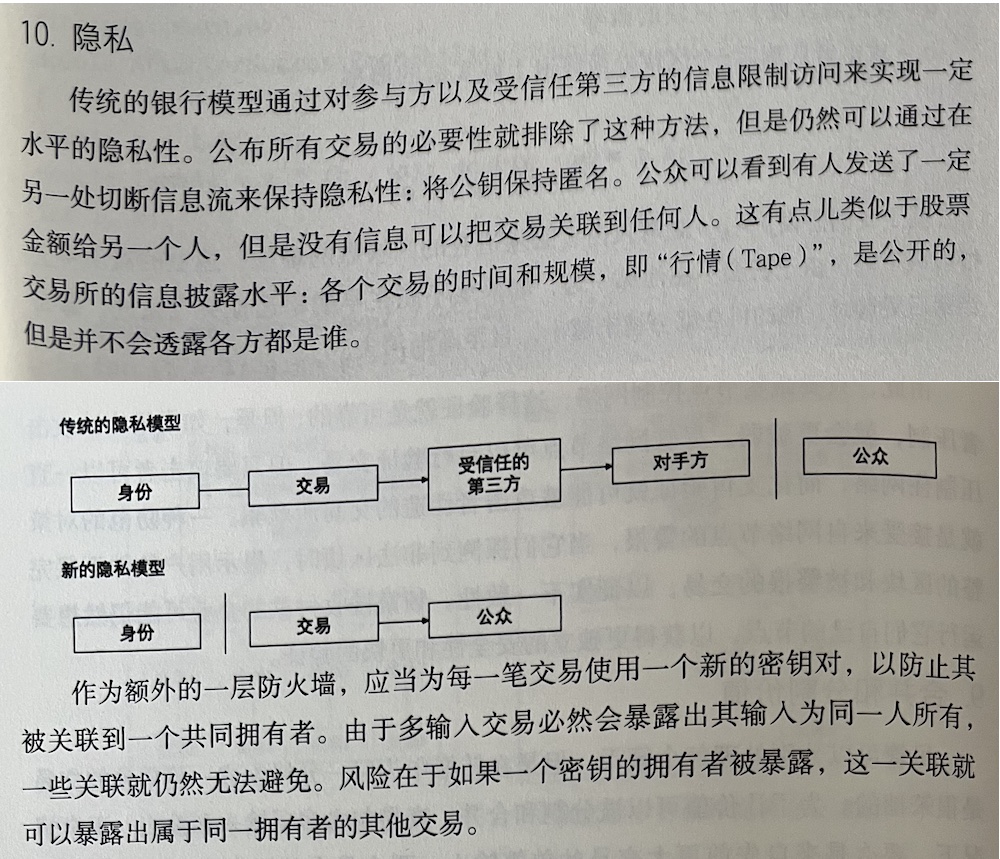 10. 隐私
传统的银行模型通过对参与方以及受信任第三方的信息限制访问来实现一定
水平的隐私性。公布所有交易的必要性就排除了这种方法，但是仍然可以通过在
另一处切断信息流来保持隐私性：将公钥保持匿名。公众可以看到有人发送了一定
金额给另一个人，但是没有信息可以把交易关联到任何人。这有点儿类似于股票
交易所的信息披露水平：各个交易的时间和规模，即“行情（Tape）”，是公开的，
但是并不会透露各方都是谁。
传统的隐私模型
身份 交易 受信任的 对手方 公众
第三方
新的隐私模型
身份 交易 公众
作为额外的一层防火墙，应当为每一笔交易使用一个新的密钥对，以防止其
被关联到一个共同拥有者。由于多输入交易必然会暴露出其输入为同一人所有，
一些关联就仍然无法避免。风险在于如果一个密钥的拥有者被暴露，这一关联就
可以暴露出属于同一拥有者的其他交易。